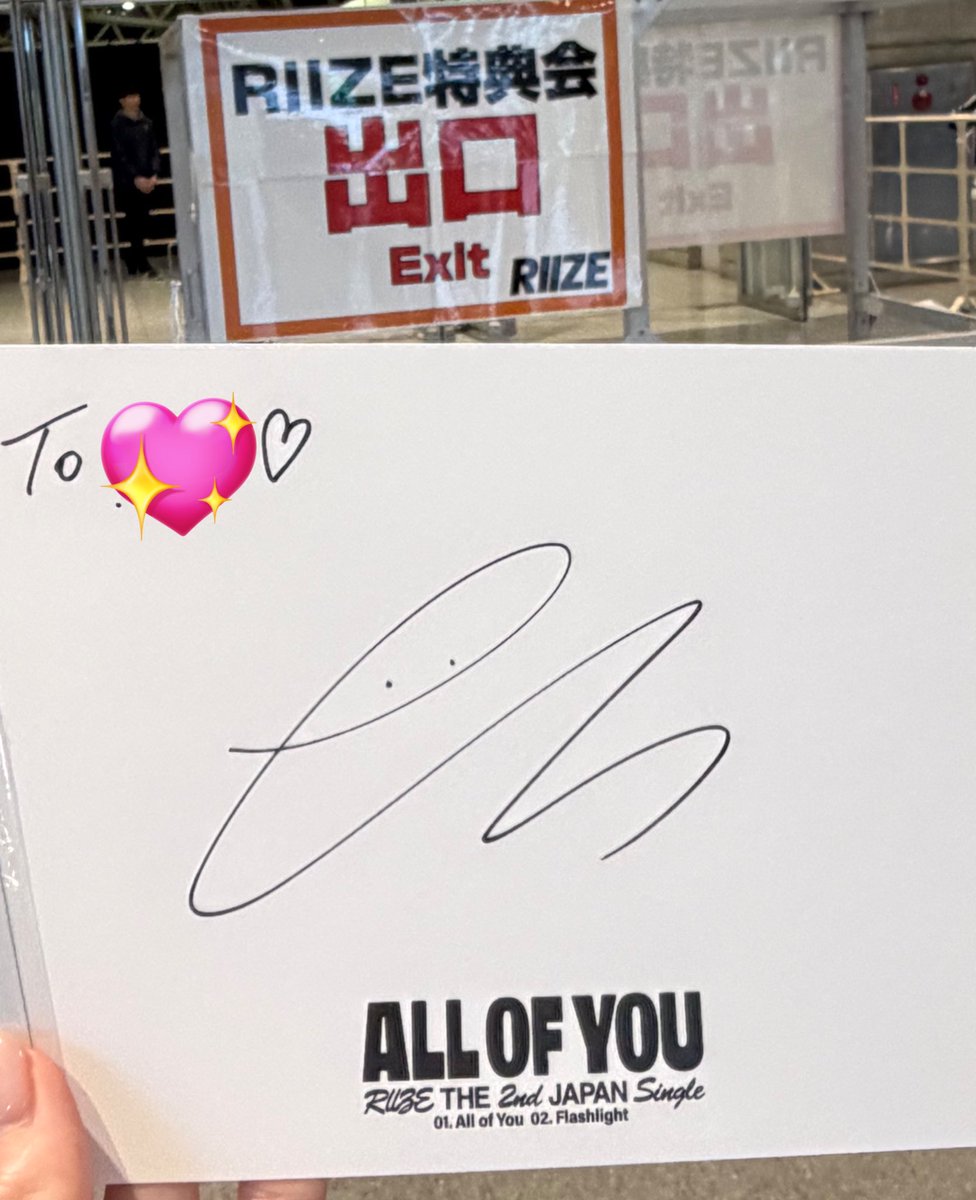 RIIZE特典会
出口
Exit
RIIZE
To
ALL OF YOU
RIIZE THE 2nd JAPAN Single
01. All of You 02. Flashlight